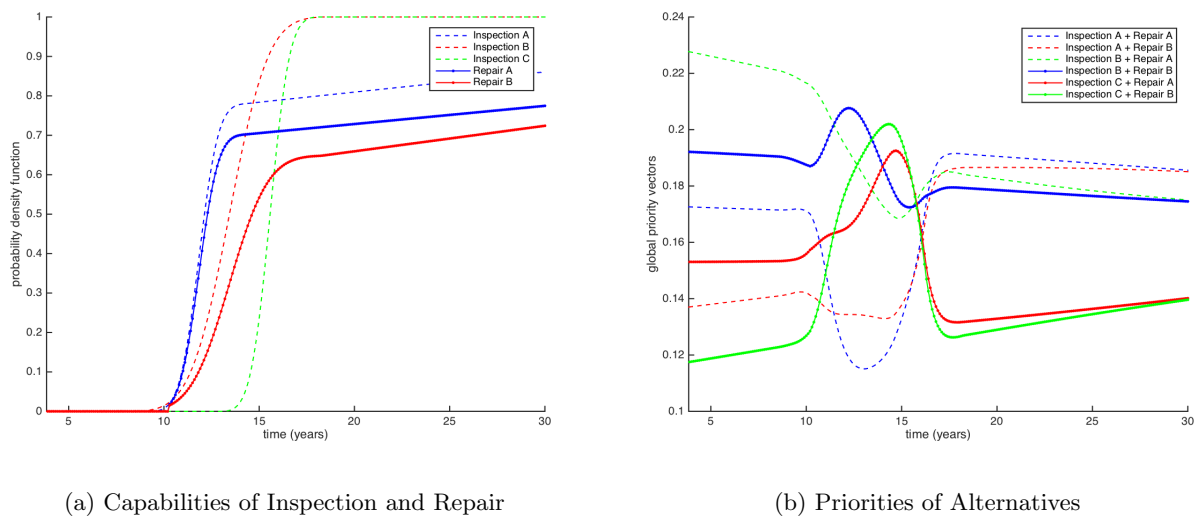 1
0.9
0.8
0.7
0.6
0.5
0.4
0.3
0.2
0.1
0
probability density function
5
10
15
20
25
30
time (years)
Inspection A
Inspection B
Inspection C
Repair A
Repair B
(a) Capabilities of Inspection and Repair
0.24
0.22
0.2
0.18
0.16
0.14
0.12
0.1
global priority vectors
5
10
15
20
25
30
time (years)
Inspection A + Repair A
Inspection A + Repair B
Inspection B + Repair A
Inspection B + Repair B
Inspection C + Repair A
Inspection C + Repair B
(b) Priorities of Alternatives